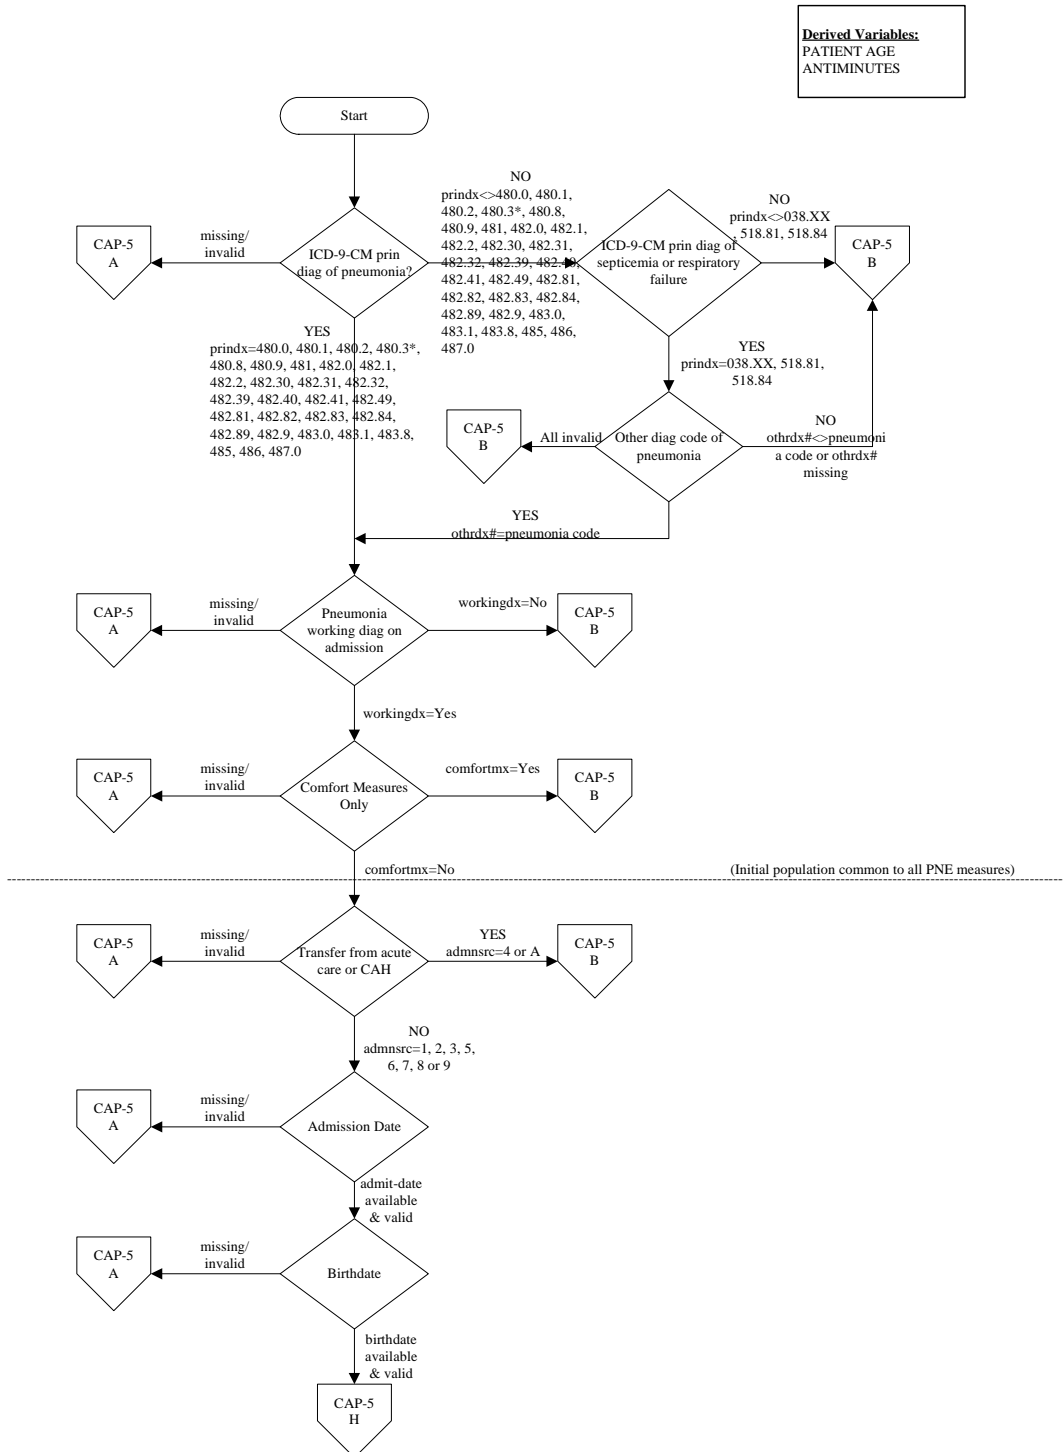 Derived Variables:
PATIENT AGE
ANTIMINUTES
Start
NO
prindx<>480.0, 480.1,
480.2, 480.3*, 480.8,
480.9, 481, 482.0, 482.1,
482.2, 482.30, 482.31,
482.32, 482.39, 482.40,
482.41, 482.49, 482.81,
482.82, 482.83, 482.84,
482.89, 482.9, 483.0,
483.1, 483.8, 485, 486,
487.0
NO
prindx<>038.XX
, 518.81, 518.84
CAP-5
A
missing/
invalid
ICD-9-CM prin
diag of pneumonia?
ICD-9-CM prin diag of
septicemia or respiratory
failure
CAP-5
B
YES
prindx=480.0, 480.1, 480.2, 480.3*,
480.8, 480.9, 481, 482.0, 482.1,
482.2, 482.30, 482.31, 482.32,
482.39, 482.40, 482.41, 482.49,
482.81, 482.82, 482.83, 482.84,
482.89, 482.9, 483.0, 483.1, 483.8,
485, 486, 487.0
YES
prindx=038.XX, 518.81,
518.84
CAP-5
B
All invalid
Other diag code of
pneumonia
NO
othrdx#<>pneumoni
a code or othrdx#
missing
YES
othrdx#=pneumonia code
CAP-5
A
missing/
invalid
Pneumonia
working diag on
admission
workingdx=No
CAP-5
B
workingdx=Yes
CAP-5
A
missing/
invalid
Comfort Measures
Only
comfortmx=Yes
CAP-5
B
comfortmx=No
(Initial population common to all PNE measures)
CAP-5
A
missing/
invalid
Transfer from acute
care or CAH
YES
admnsrc=4 or A
CAP-5
B
NO
admnsrc=1, 2, 3, 5,
6, 7, 8 or 9
CAP-5
A
missing/
invalid
Admission Date
admit-date
available
& valid
CAP-5
A
missing/
invalid
Birthdate
birthdate
available
& valid
CAP-5
H